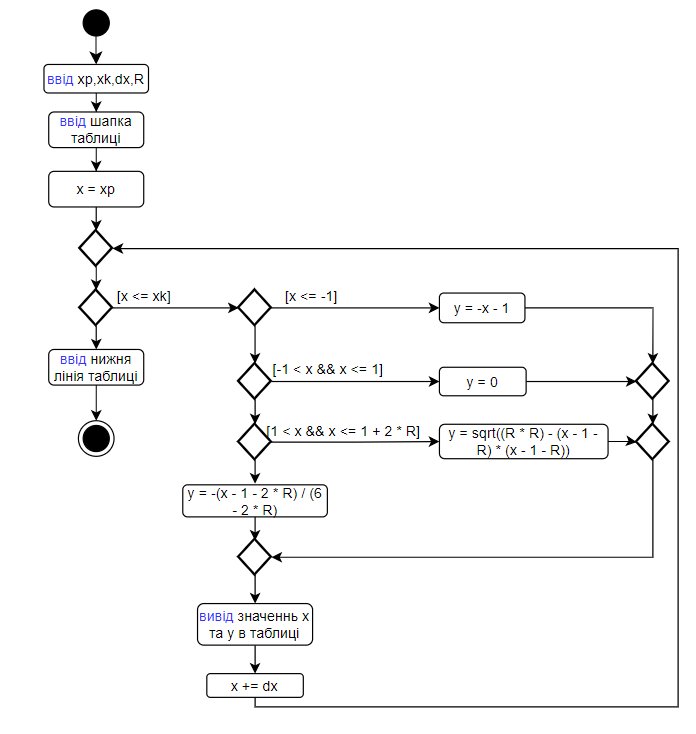 ввід xp,xk,dx,R
ввід шапка
таблиці
x = xp
[x <= xk]
[x <= -1]
y = -x - 1
ввід нижня
лінія таблиці
[-1 < x && x <= 1]
y = 0
[1 < x && x <= 1 + 2 * R]
y = sqrt((R * R) - (x - 1 -
R) * (x - 1 - R))
y = -(x - 1 - 2 * R) / (6
- 2 * R)
вивід значеннь x
та y в таблиці
x += dx